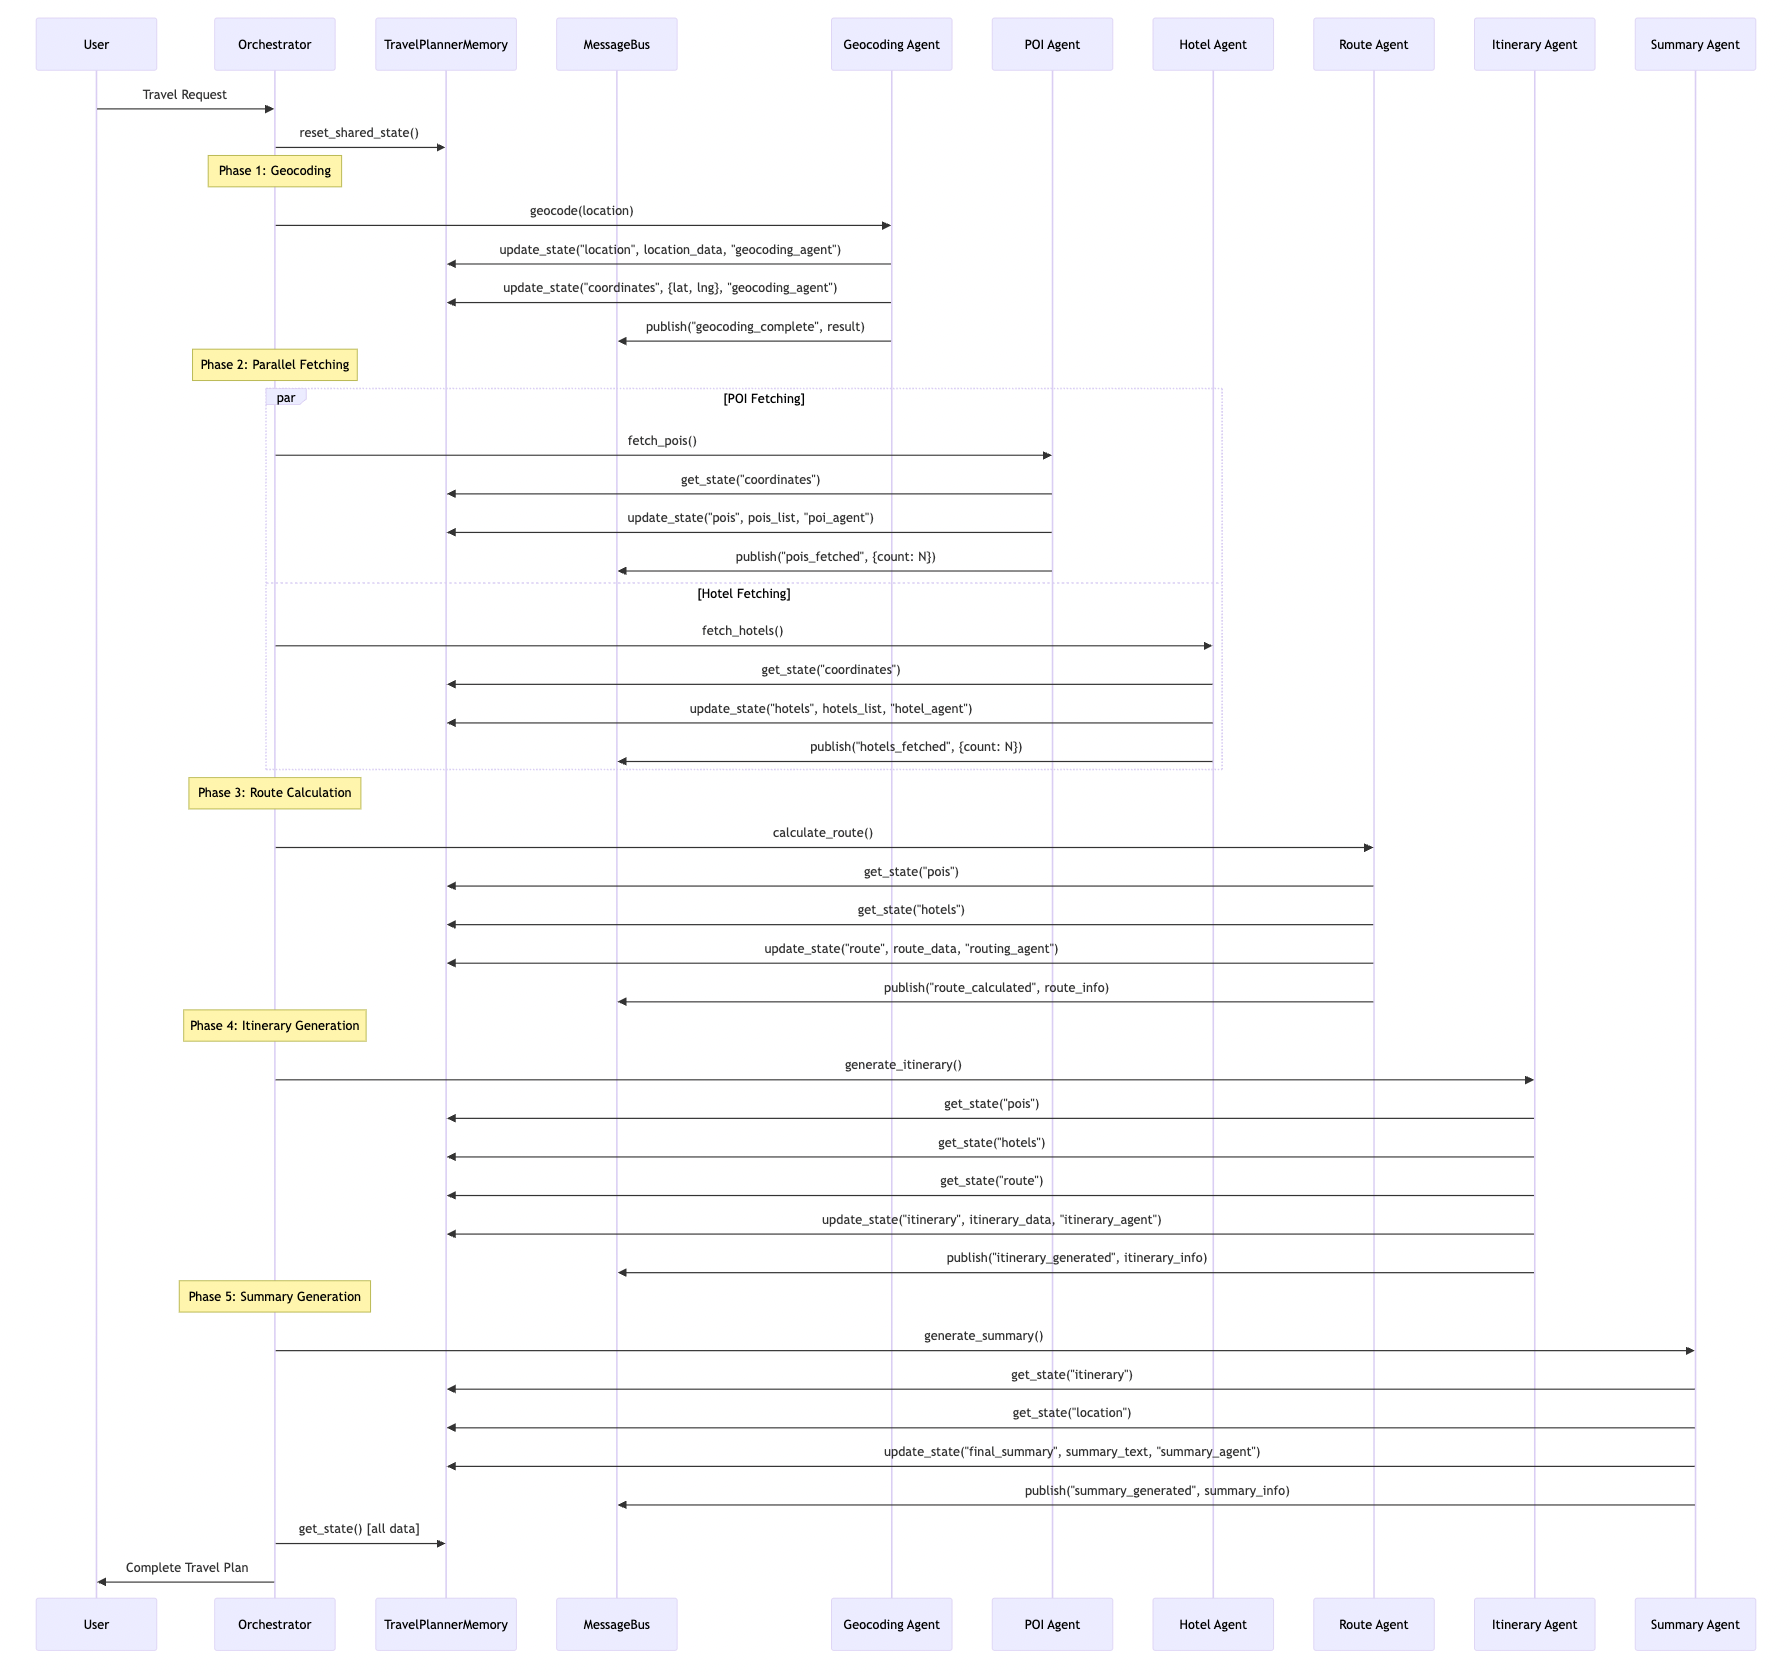 User
Orchestrator
TravelPlannerMemory
MessageBus
Geocoding Agent
POI Agent
Hotel Agent
Route Agent
Itinerary Agent
Summary Agent
Travel Request
reset_shared_state()
Phase 1: Geocoding
geocode(location)
update_state("location", location_data, "geocoding_agent")
update_state("coordinates", {lat, lng}, "geocoding_agent")
publish("geocoding_complete", result)
Phase 2: Parallel Fetching
par
[POI Fetching]
fetch_pois()
get_state("coordinates")
update_state("pois", pois_list, "poi_agent")
publish("pois_fetched", {count: N})
[Hotel Fetching]
fetch_hotels()
get_state("coordinates")
update_state("hotels", hotels_list, "hotel_agent")
publish("hotels_fetched", {count: N})
Phase 3: Route Calculation
calculate_route()
get_state("pois")
get_state("hotels")
update_state("route", route_data, "routing_agent")
publish("route_calculated", route_info)
Phase 4: Itinerary Generation
generate_itinerary()
get_state("pois")
get_state("hotels")
get_state("route")
update_state("itinerary", itinerary_data, "itinerary_agent")
publish("itinerary_generated", itinerary_info)
Phase 5: Summary Generation
generate_summary()
get_state("itinerary")
get_state("location")
update_state("final_summary", summary_text, "summary_agent")
publish("summary_generated", summary_info)
get_state() [all data]
Complete Travel Plan
User
Orchestrator
TravelPlannerMemory
MessageBus
Geocoding Agent
POI Agent
Hotel Agent
Route Agent
Itinerary Agent
Summary Agent